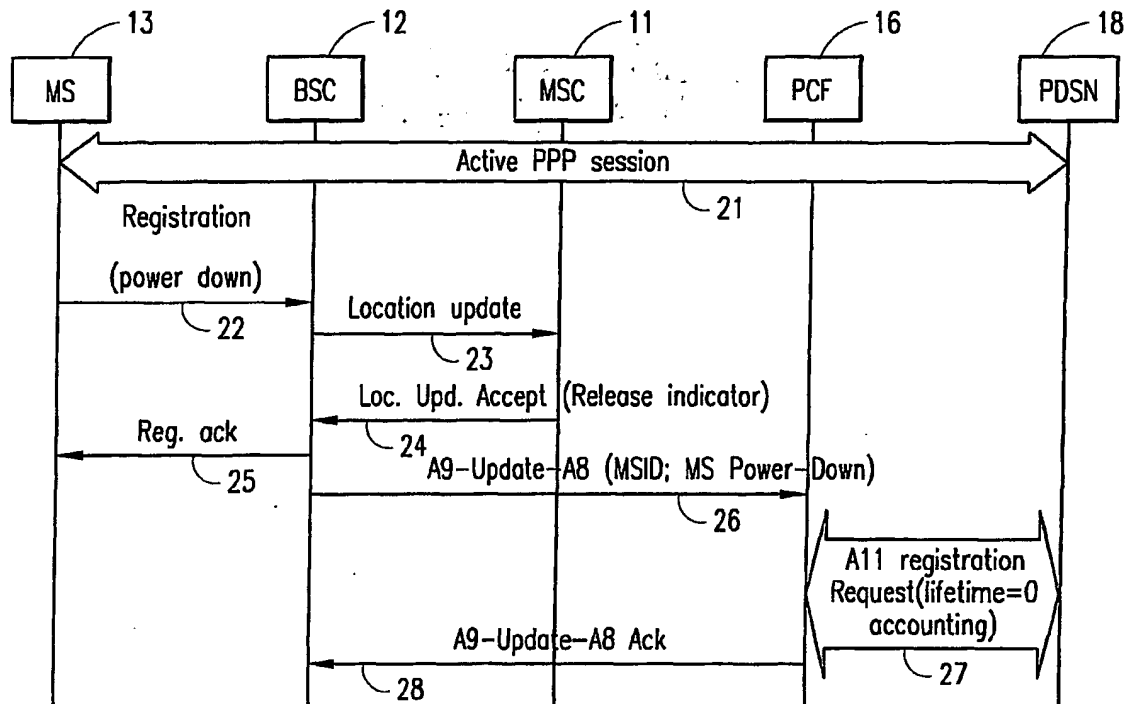 13
12
11
16
18
MS
BSC
MSC
PCF
PDSN
Active PPP session
21
Registration
(power down)
22
Location update
23
Loc. Upd. Accept (Release indicator)
24
Reg. ack
25
A9-Update-A8 (MSID; MS Power-Down)
26
A11 registration
Request(lifetime=0
accounting)
27
A9-Update-A8 Ack
28